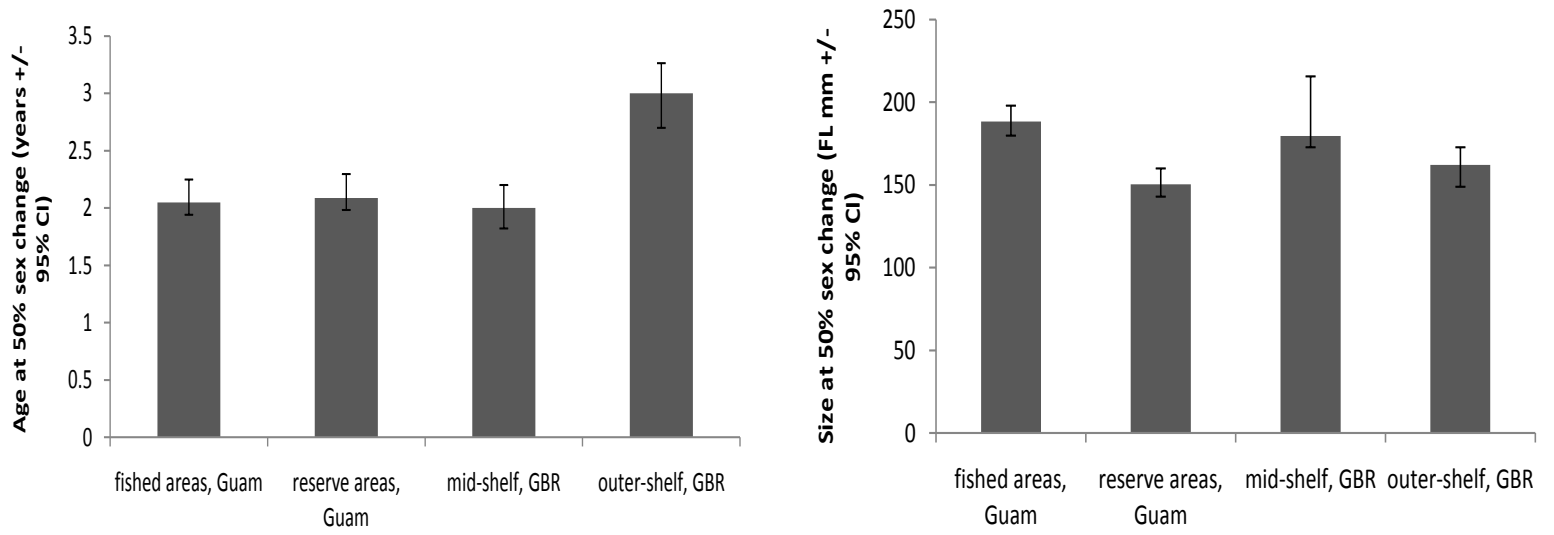 Age at 50% sex change (years +/-
95% CI)
3.5
3
2.5
2
1.5
1
0.5
0
fished areas, Guam
reserve areas,
Guam
mid-shelf, GBR
outer-shelf, GBR
Size at 50% sex change (FL mm +/-
95% CI)
250
200
150
100
50
0
fished areas,
Guam
reserve areas,
Guam
mid-shelf, GBR
outer-shelf, GBR